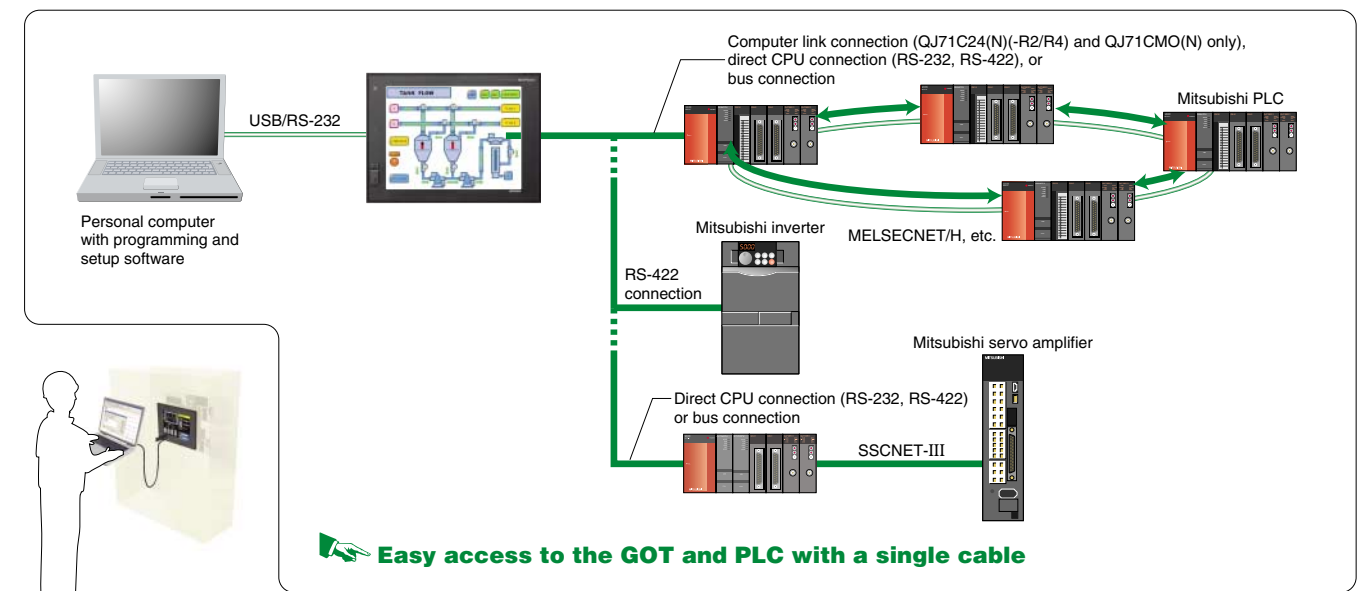 Computer link connection (QJ71C24(N)(-R2/R4) and QJ71CMO(N) only),
direct CPU connection (RS-232, RS-422), or
bus connection
Mitsubishi PLC
USB/RS-232
TANK FLOW
Personal computer
with programming and
setup software
MELSECNET/H, etc.
Mitsubishi inverter
RS-422
connection
Mitsubishi servo amplifier
Direct CPU connection (RS-232, RS-422)
or bus connection
SSCNET-III
Easy access to the GOT and PLC with a single cable